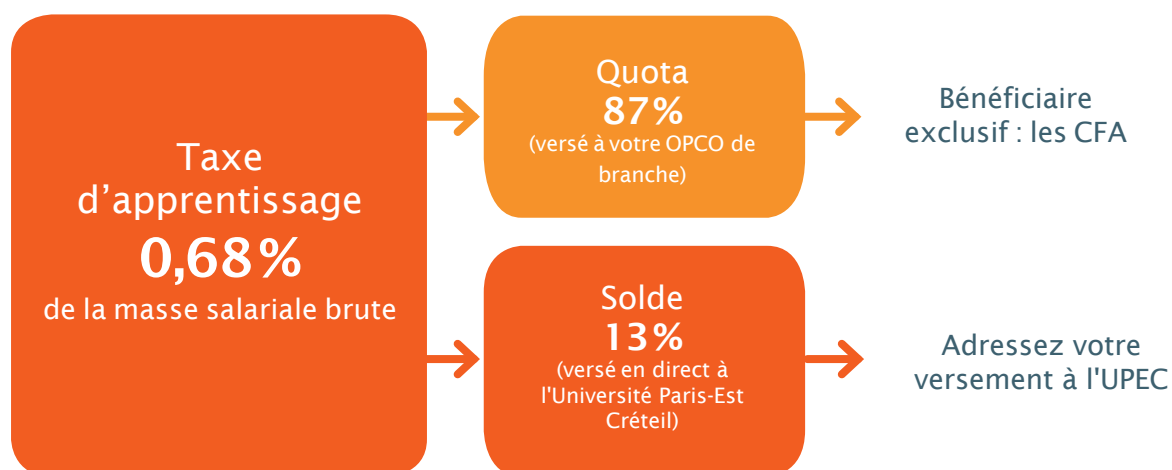 Taxe
d’apprentissage
0,68%
de la masse salariale brute
Quota
87%
(versé à votre OPCO de
branche)
Bénéficiaire
exclusif : les CFA
Solde
13%
(versé en direct à
l'Université Paris-Est
Créteil)
Adressez votre
versement à l'UPEC